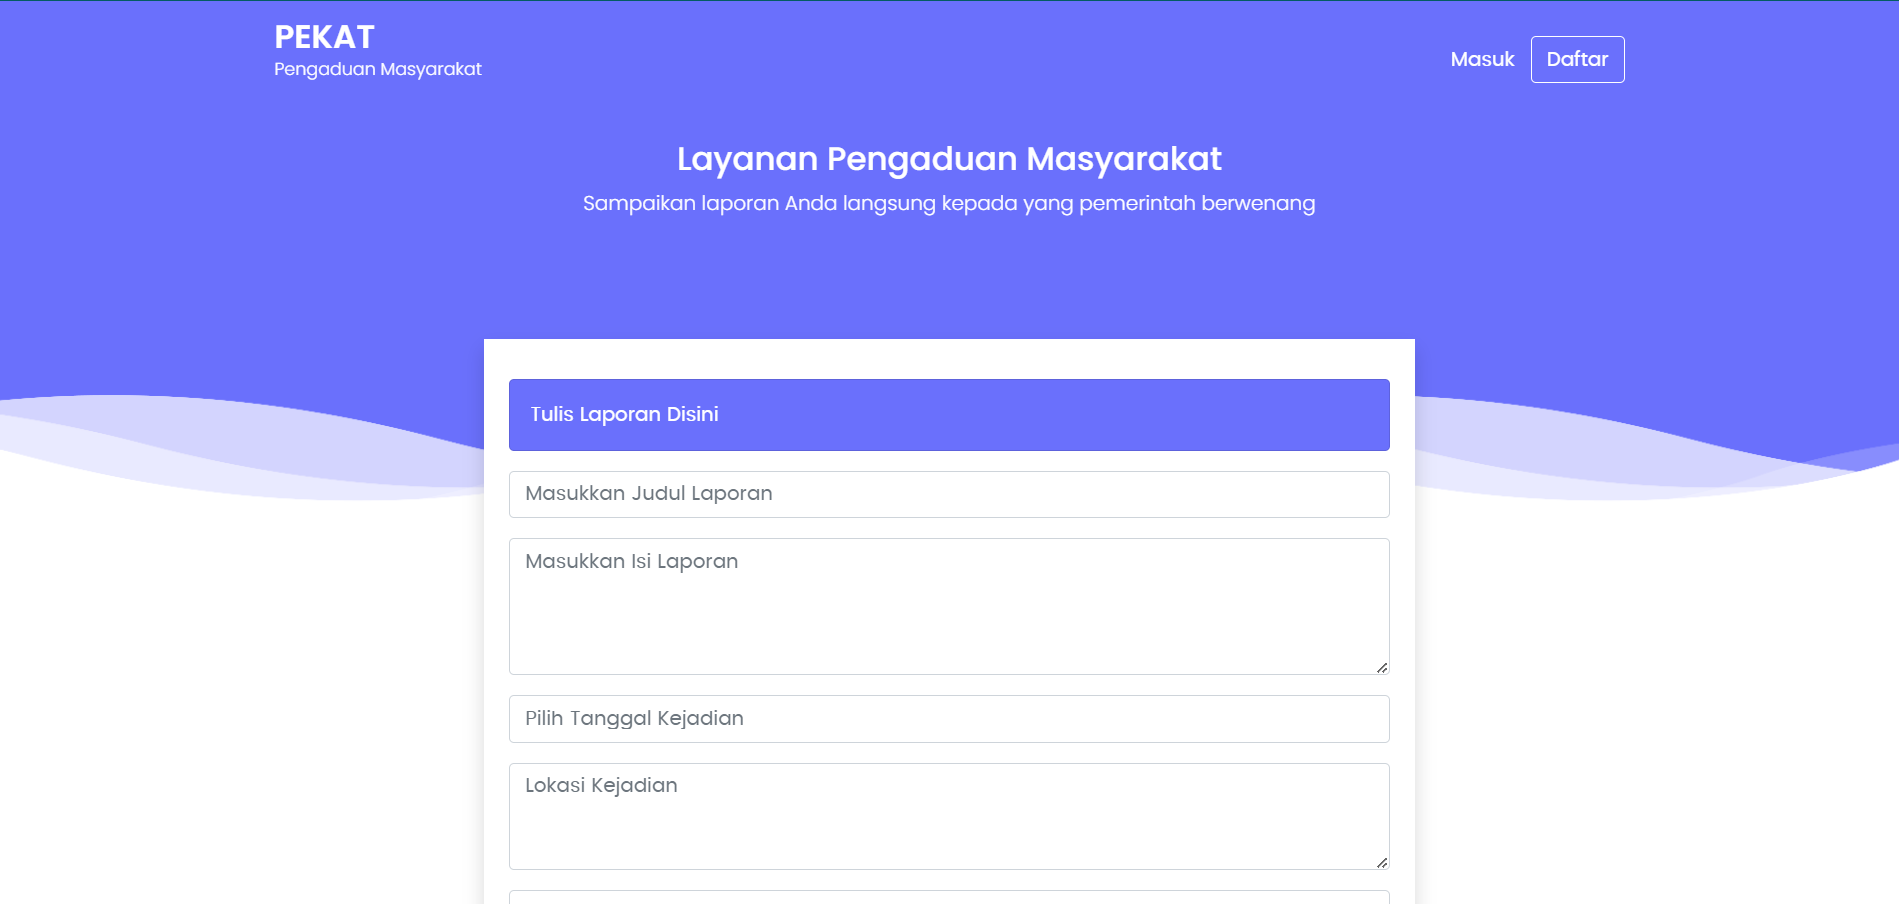 PEKAT
Pengaduan Masyarakat
Masuk
Daftar
Layanan Pengaduan Masyarakat
Sampaikan laporan Anda langsung kepada yang pemerintah berwenang
Tulis Laporan Disini
Masukkan Judul Laporan
Masukkan Isi Laporan
Pilih Tanggal Kejadian
Lokasi Kejadian